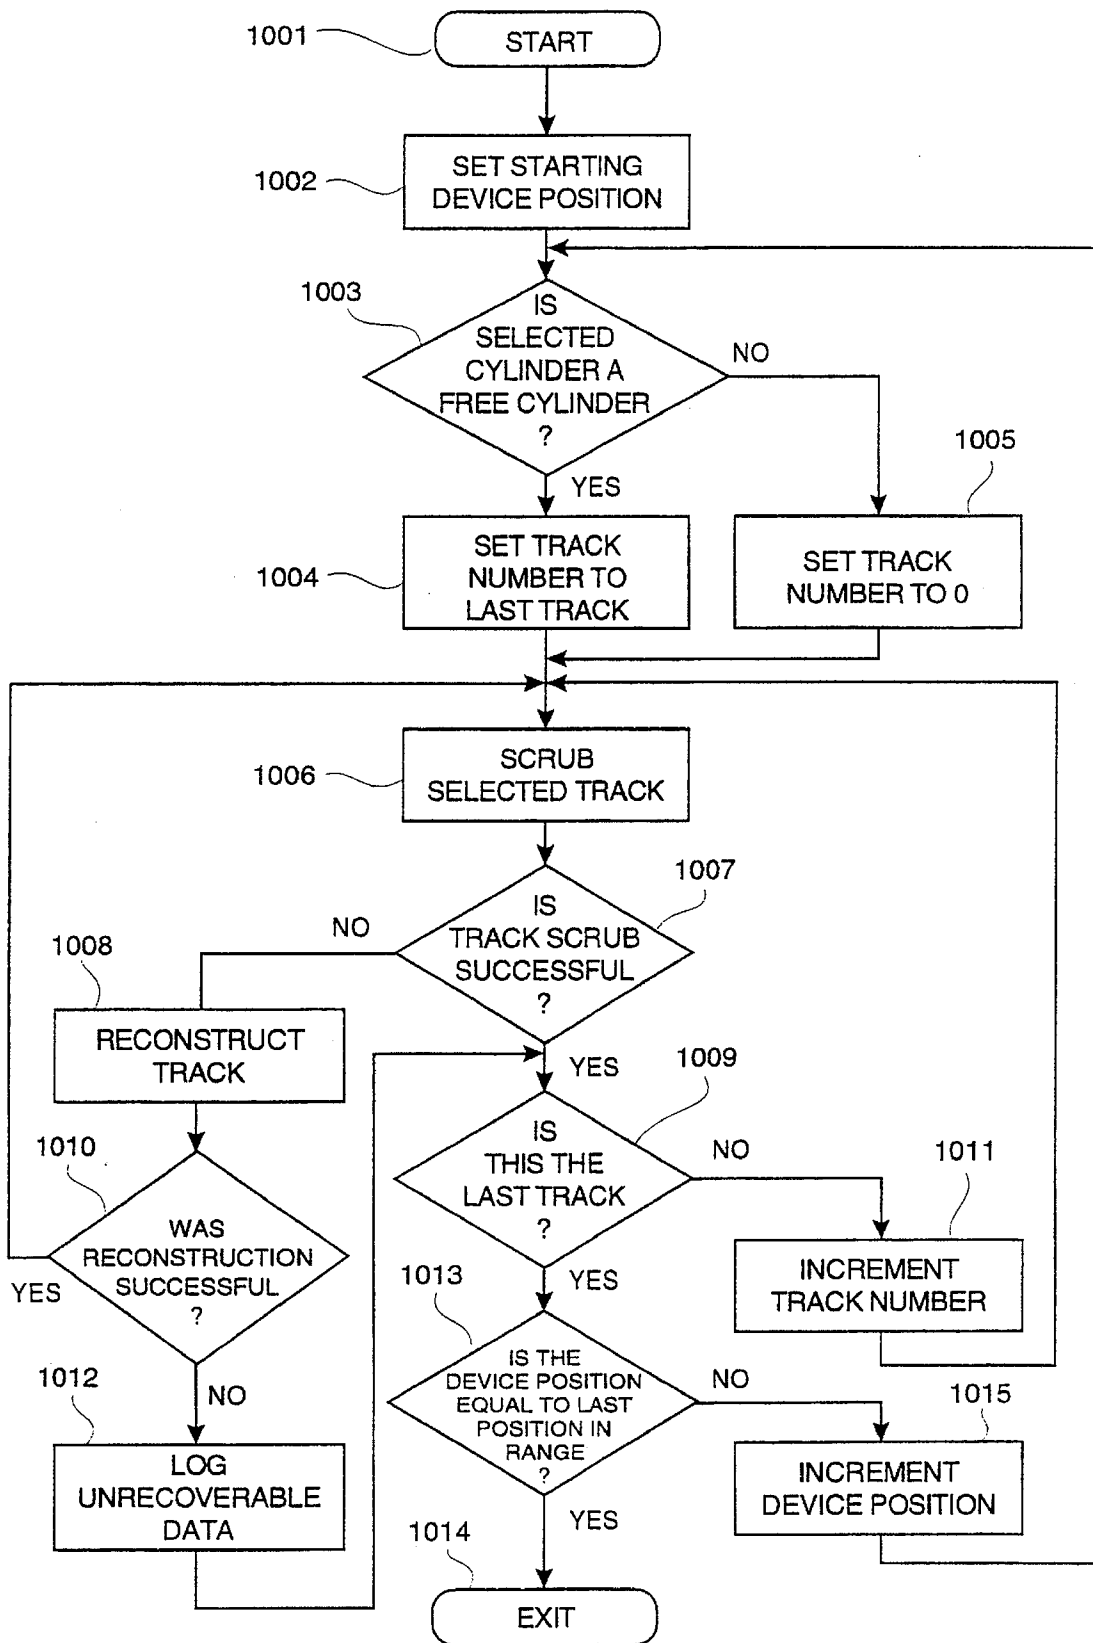 1001
START
1002
SET STARTING
DEVICE POSITION
1003
IS
SELECTED
CYLINDER A
FREE CYLINDER
?
NO
YES
1005
1004
SET TRACK
NUMBER TO
LAST TRACK
SET TRACK
NUMBER TO 0
1006
SCRUB
SELECTED TRACK
1007
IS
TRACK SCRUB
SUCCESSFUL
?
NO
YES
1008
RECONSTRUCT
TRACK
1009
IS
THIS THE
LAST TRACK
?
NO
YES
1010
WAS
RECONSTRUCTION
SUCCESSFUL
?
YES
NO
1011
INCREMENT
TRACK NUMBER
1013
IS THE
DEVICE POSITION
EQUAL TO LAST
POSITION IN
RANGE
?
NO
YES
1012
LOG
UNRECOVERABLE
DATA
1015
INCREMENT
DEVICE POSITION
1014
EXIT